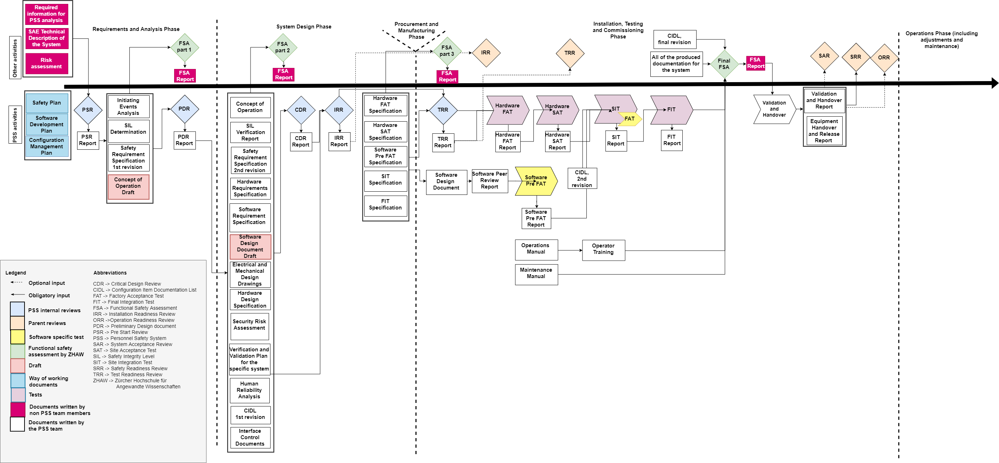 Required
information for
PSS analysis
SAE Technical
Description of
the System
Risk
assessment
Other activities
Requirements and Analysis Phase
FSA
part 1
FSA
Report
System Design Phase
FSA
part 2
FSA
Report
Procurement and
Manufacturing
Phase
FSA
part 3
FSA
Report
IRR
TRR
Installation, Testing
and Commissioning
Phase
CIDL,
final revision
All of the produced
documentation for
the system
Final
FSA
FSA
Report
SAR
SRR
ORR
Operations Phase (including
adjustments and
maintenance)
PSS activities
Safety Plan
Software
Development
Plan
Configuration
Management
Plan
PSR
PSR
Report
Initiating
Events
Analysis
SIL
Determination
Safety
Requirement
Specification
1st revision
Concept of
Operation
Draft
PDR
PDR
Report
Concept of
Operation
SIL
Verification
Report
Safety
Requirement
Specification
2nd revision
Hardware
Requirements
Specification
Software
Requirement
Specification
Software
Design
Document
Draft
Electrical and
Mechanical
Design
Drawings
Hardware
Design
Specification
Security Risk
Assessment
Verification and
Validation Plan
for the
specific system
Human
Reliability
Analysis
CIDL
1st revision
Interface
Control
Documents
CDR
CDR
Report
IRR
IRR
Report
Hardware
FAT
Specification
Hardware
SAT
Specification
Software
Pre FAT
Specification
SIT
Specification
FIT
Specification
TRR
TRR
Report
Hardware
FAT
Hardware
FAT
Report
Hardware
SAT
Hardware
SAT
Report
SIT
FAT
SIT
Report
FIT
FIT
Report
Software
Design
Document
Software Peer
Review
Report
Software
Pre FAT
Software
Pre FAT
Report
CIDL,
2nd
revision
Operations
Manual
Operator
Training
Maintenance
Manual
Validation
and
Handover
Validation
and Handover
Report
Equipment
Handover
and Release
Report
Ledgend
Optional input
Obligatory input
PSS internal reviews
Parent reviews
Software specific test
Functional safety
assessment by ZHAW
Draft
Way of working
documents
Tests
Documents written by
non PSS team members
Documents written by
the PSS team
Abbreviations
CDR -> Critical Design Review
CIDL -> Configuration Item Documentation List
FAT -> Factory Acceptance Test
FIT -> Final Integration Test
FSA -> Functional Safety Assessment
IRR -> Installation Readiness Review
ORR ->Operation Readiness Review
PDR -> Preliminary Design document
PSR -> Pre Start Review
PSS -> Personnel Safety System
SAR -> System Acceptance Review
SAT -> Site Acceptance Test
SIL -> Safety Integrity Level
SIT -> Site Integration Test
SRR -> Safety Readiness Review
TRR -> Test Readiness Review
ZHAW -> Zürcher Hochschule für
Angewandte Wissenschaften